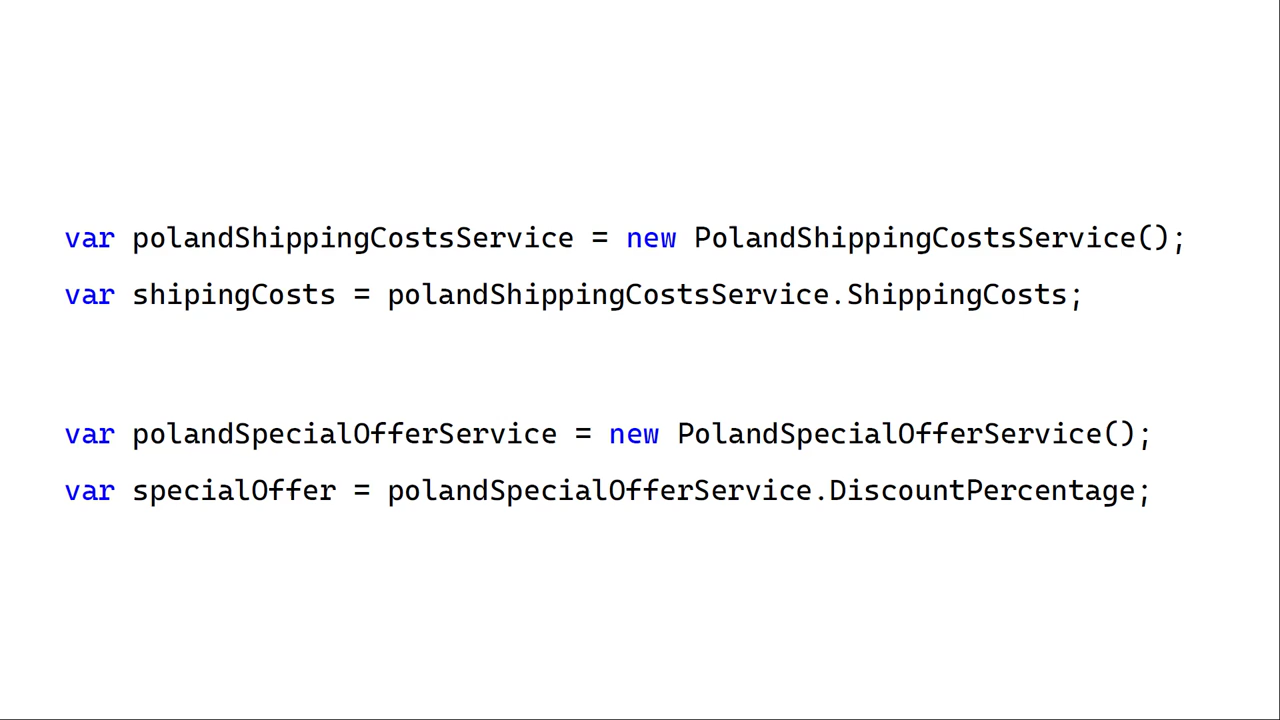 var polandShippingCostsService = new PolandShippingCostsService();
var shipingCosts = polandShippingCostsService.ShippingCosts;
var polandSpecialOfferService = new PolandSpecialOfferService();
var specialOffer = polandSpecialOfferService.DiscountPercentage;